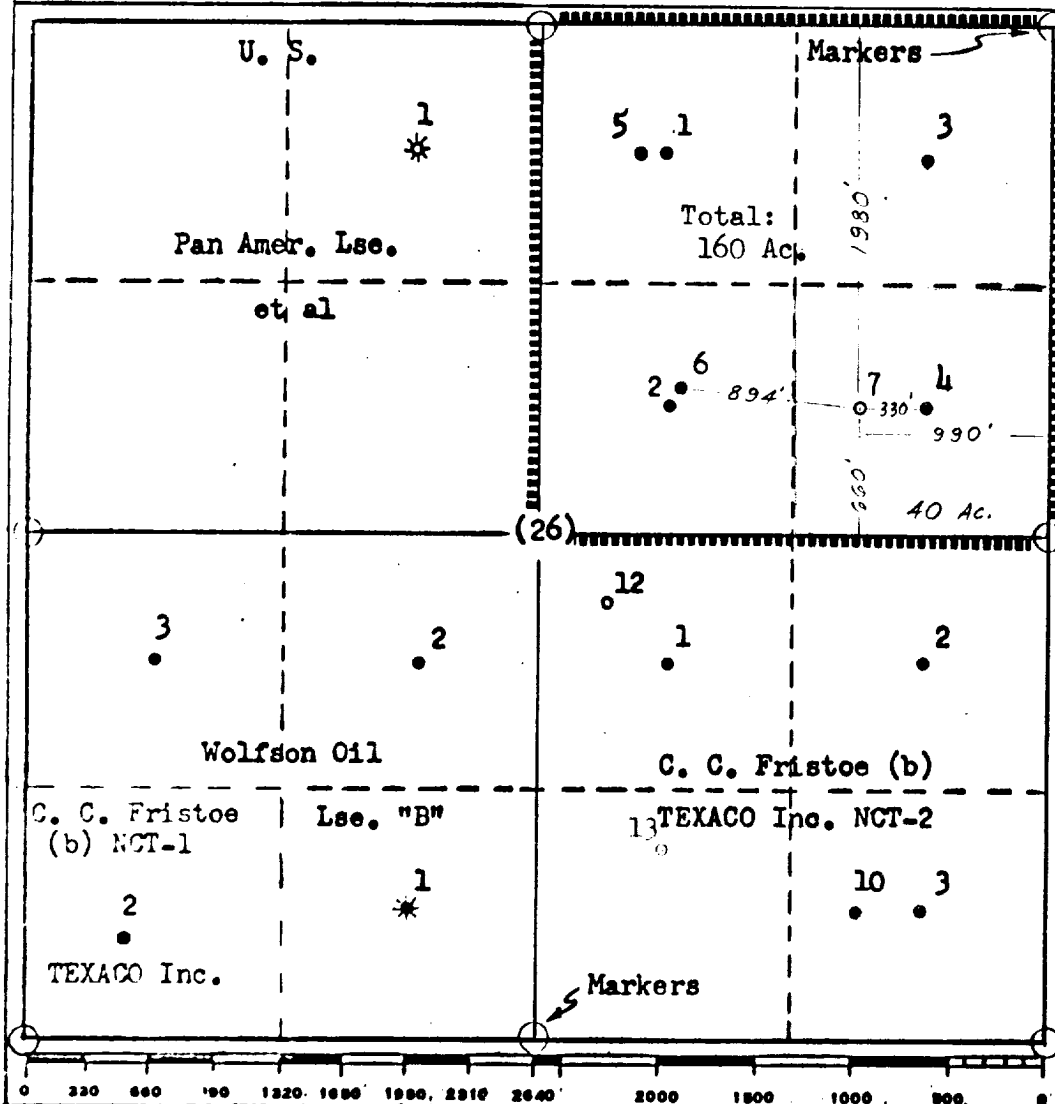 U. S.
Markers
1
5 1
3
1980'
Total:
160 Ac.
Pan Amer. Lse.
et al
6
2
894'
7
330'
4
990'
660'
40 Ac.
(26)
12
3
2
1
2
Wolfson Oil
C. C. Fristoe (b)
C. C. Fristoe
(b) NCT-1
Lse. "B"
TEXACO Inc. NCT-2
13
1
10 3
2
TEXACO Inc.
Markers
0 330 660 '90 1320. 1980, 2310 2640 2000 1500 1000 500. 0